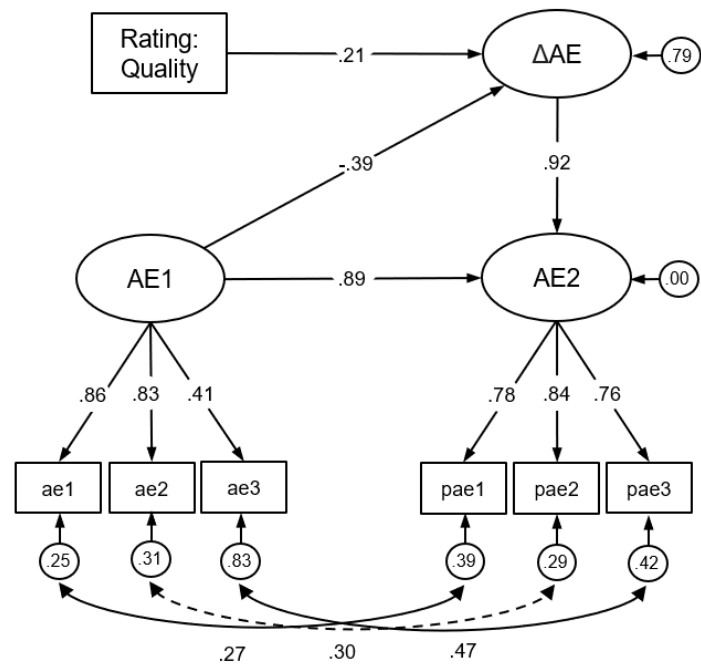 Rating:
Quality
.21
ΔAE
.79
-.39
.92
AE1
.89
AE2
.00
.86
.83
.41
.78
.84
.76
ae1
ae2
ae3
pae1
pae2
pae3
.25
.31
.83
.39
.29
.42
.27
.30
.47